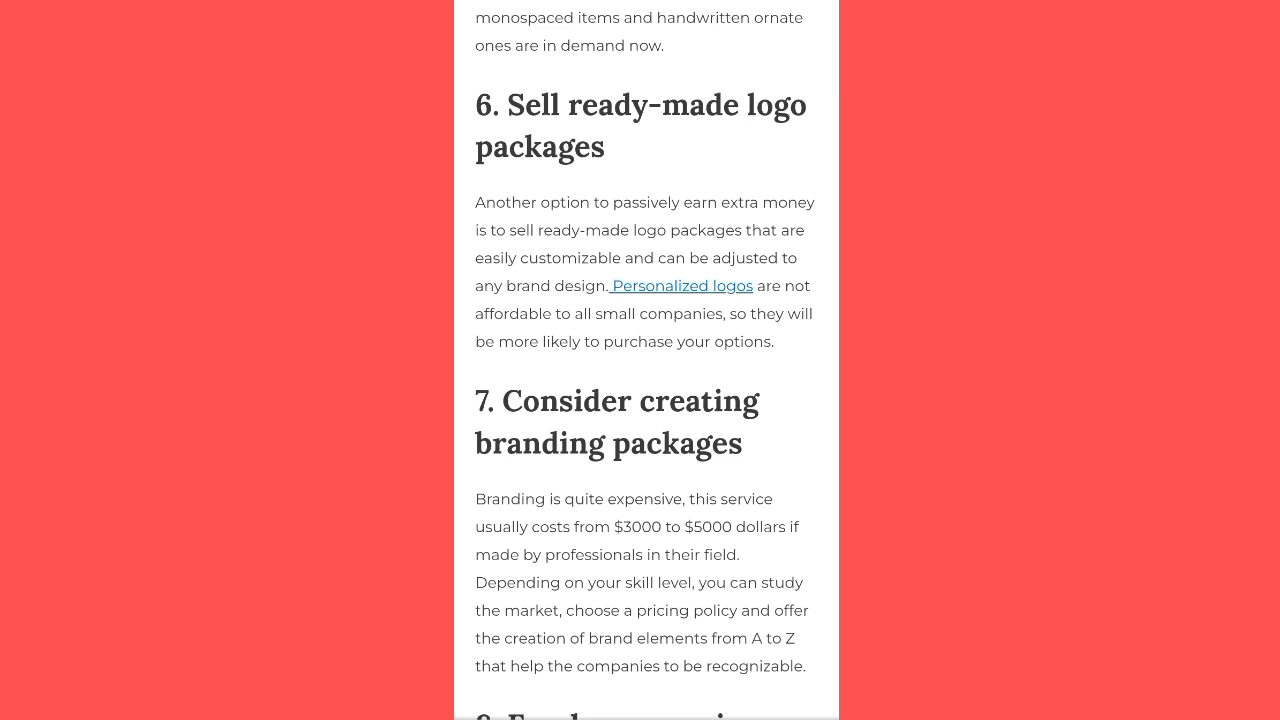 monospaced items and handwritten ornate
ones are in demand now.
6. Sell ready-made logo
packages
Another option to passively earn extra money
is to sell ready-made logo packages that are
easily customizable and can be adjusted to
any brand design. Personalized logos are not
affordable to all small companies, so they will
be more likely to purchase your options.
7. Consider creating
branding packages
Branding is quite expensive, this service
usually costs from $3000 to $5000 dollars if
made by professionals in their field.
Depending on your skill level, you can study
the market, choose a pricing policy and offer
the creation of brand elements from A to Z
that help the companies to be recognizable.